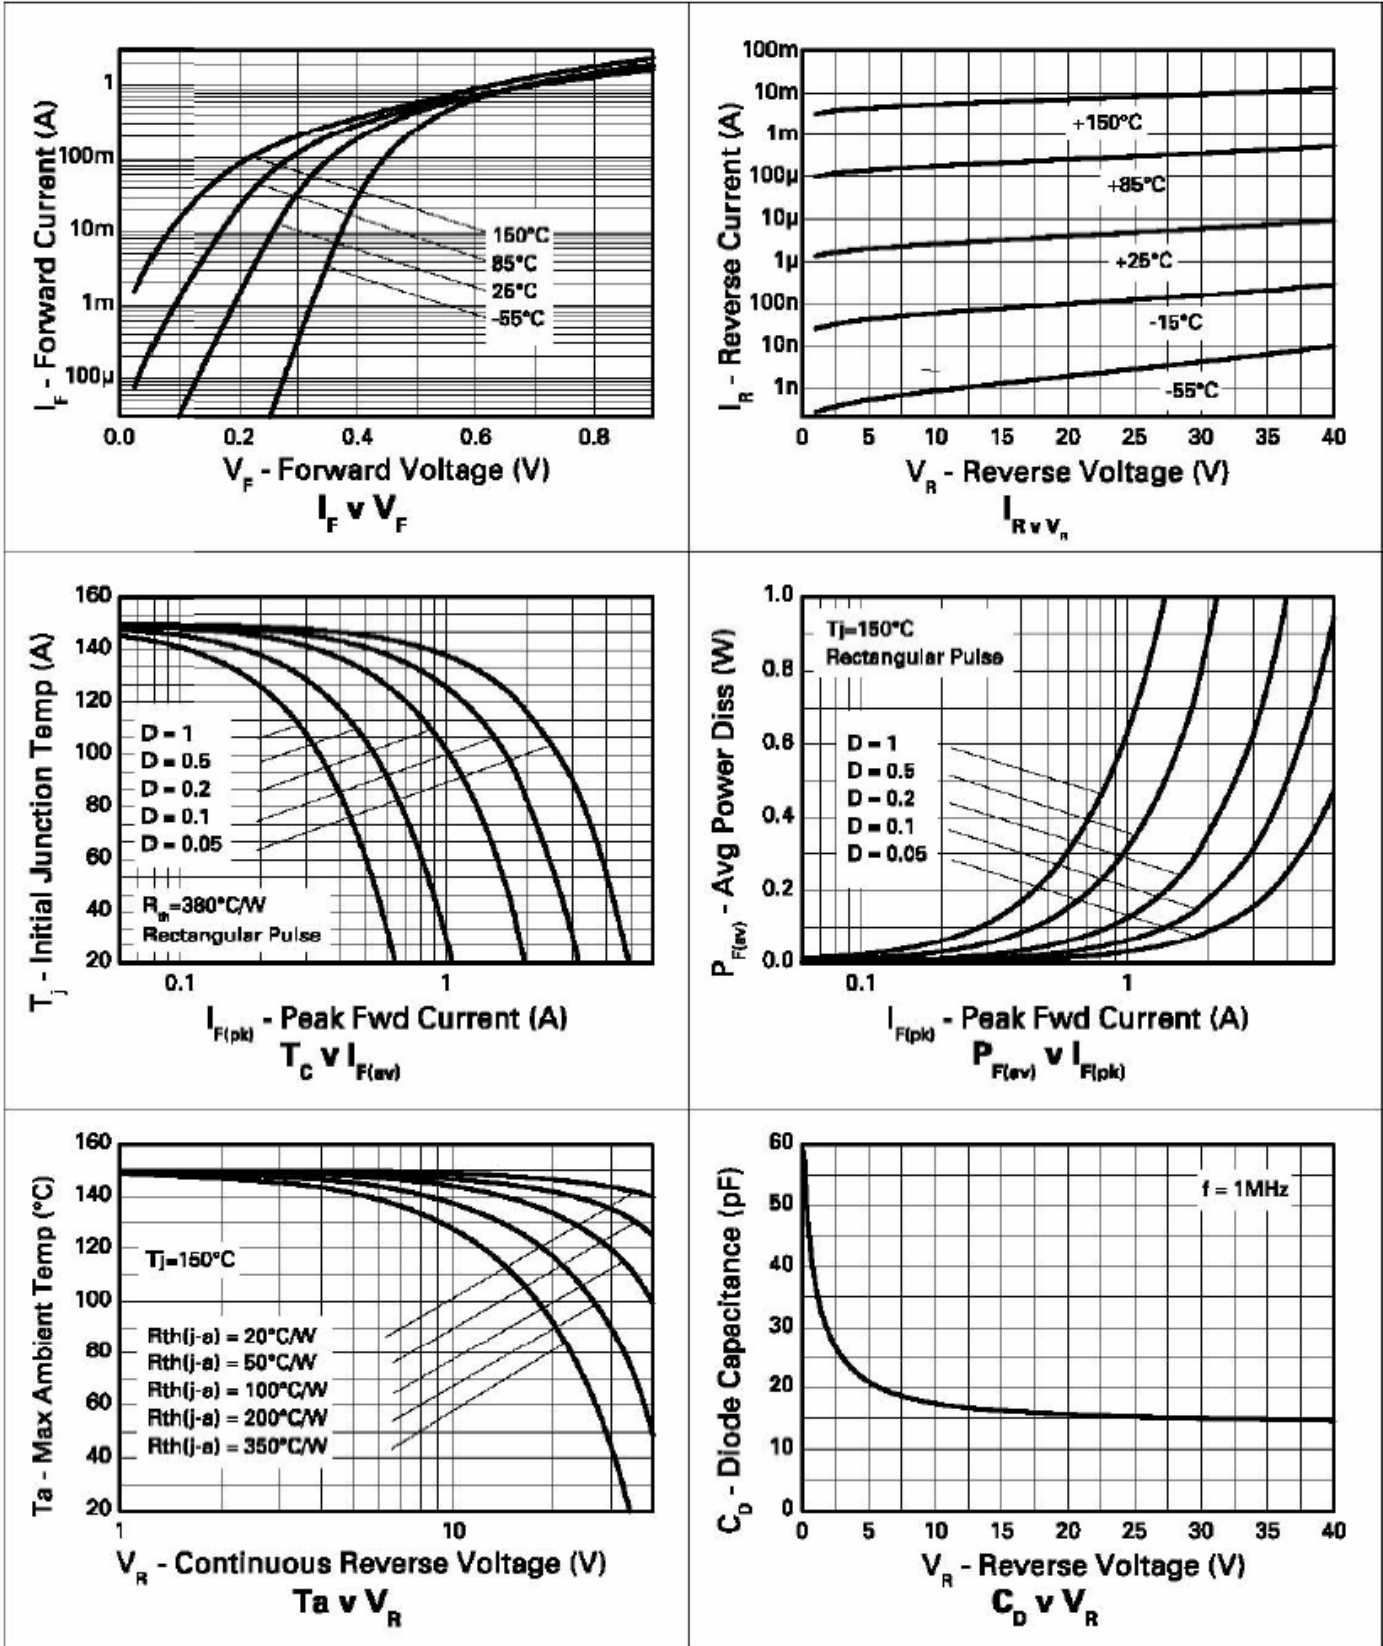 1
100m
10m
1m
100μ
150°C
85°C
25°C
-55°C
0.0 0.2 0.4 0.6 0.8
I_F - Forward Current (A)
V_F - Forward Voltage (V)
I_F v V_F
100m
10m
1m
100μ
10μ
1μ
100n
10n
1n
+150°C
+85°C
+25°C
-15°C
-55°C
0 5 10 15 20 25 30 35 40
I_R - Reverse Current (A)
V_R - Reverse Voltage (V)
I_R v V_R
160
140
120
100
80
60
40
20
D = 1
D = 0.5
D = 0.2
D = 0.1
D = 0.05
R_th=380°C/W
Rectangular Pulse
0.1 1
T_j - Initial Junction Temp (A)
I_F(pk) - Peak Fwd Current (A)
T_C v I_F(av)
1.0
0.8
0.6
0.4
0.2
0.0
Tj=150°C
Rectangular Pulse
D = 1
D = 0.5
D = 0.2
D = 0.1
D = 0.05
0.1 1
P_F(av) - Avg Power Diss (W)
I_F(pk) - Peak Fwd Current (A)
P_F(av) v I_F(pk)
160
140
120
100
80
60
40
20
Tj=150°C
Rth(j-a) = 20°C/W
Rth(j-a) = 50°C/W
Rth(j-a) = 100°C/W
Rth(j-a) = 200°C/W
Rth(j-a) = 350°C/W
1 10
Ta - Max Ambient Temp (°C)
V_R - Continuous Reverse Voltage (V)
Ta v V_R
60
50
40
30
20
10
0
f = 1MHz
0 5 10 15 20 25 30 35 40
C_D - Diode Capacitance (pF)
V_R - Reverse Voltage (V)
C_D v V_R